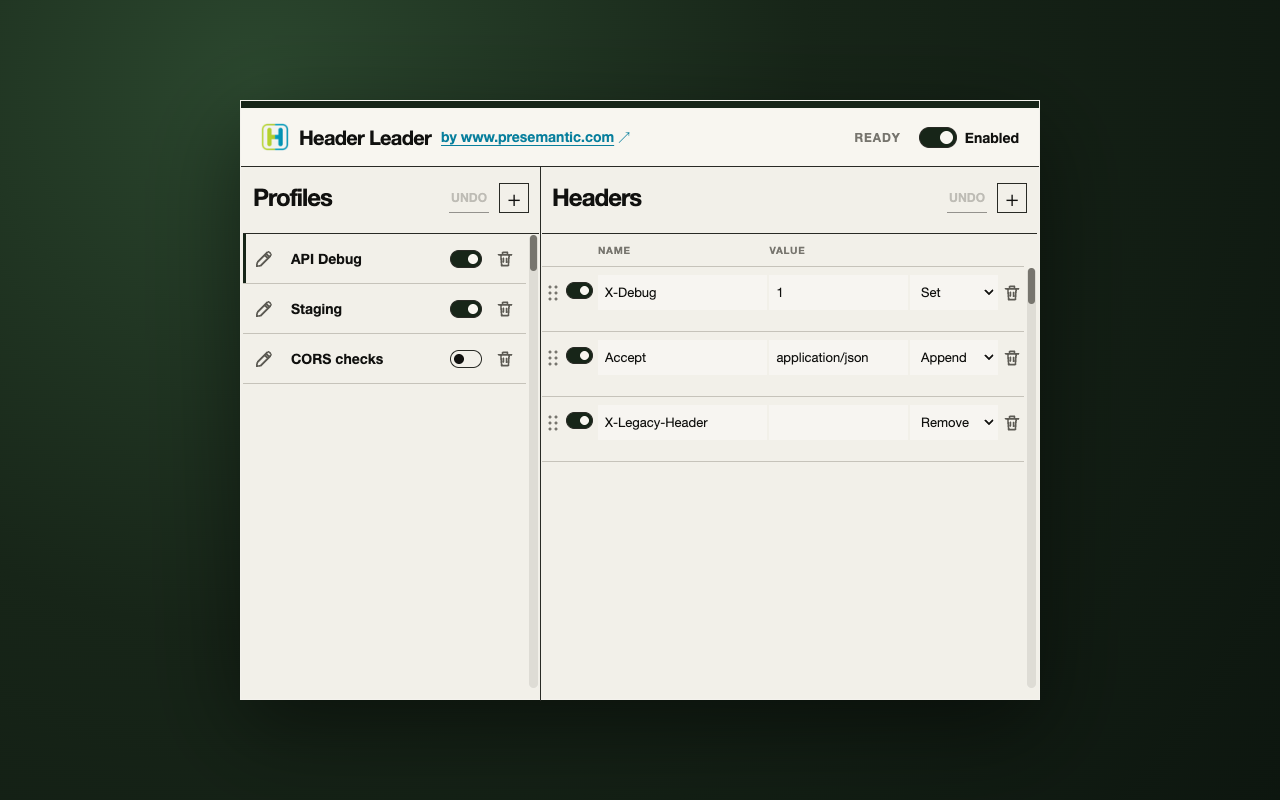 Header Leader by www.presemantic.com ↗ READY Enabled
Profiles UNDO +
API Debug
Staging
CORS checks
Headers UNDO +
NAME VALUE
X-Debug 1 Set
Accept application/json Append
X-Legacy-Header Remove